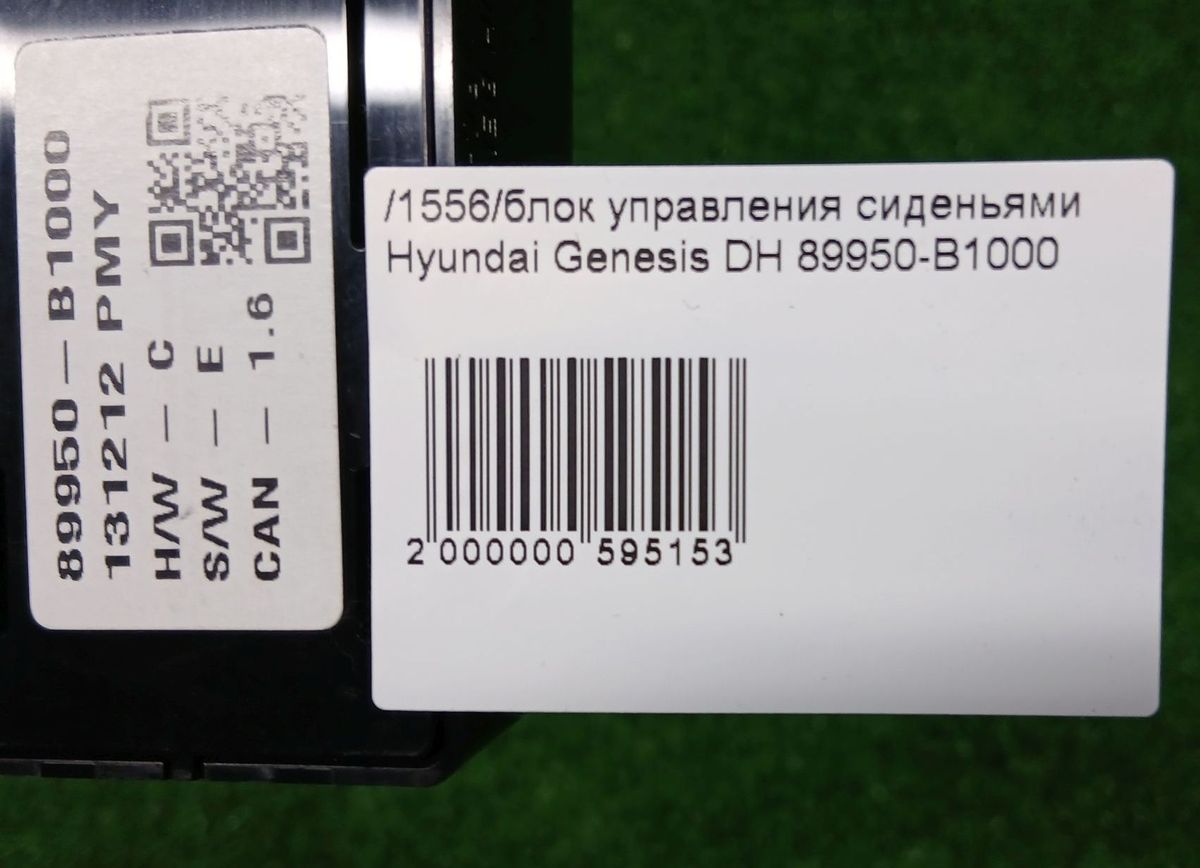 89950 — B1000
131212 PMY
H/W — C
S/W — E
CAN — 1.6
/1556/блок управления сиденьями
Hyundai Genesis DH 89950-B1000
2 000000 595153